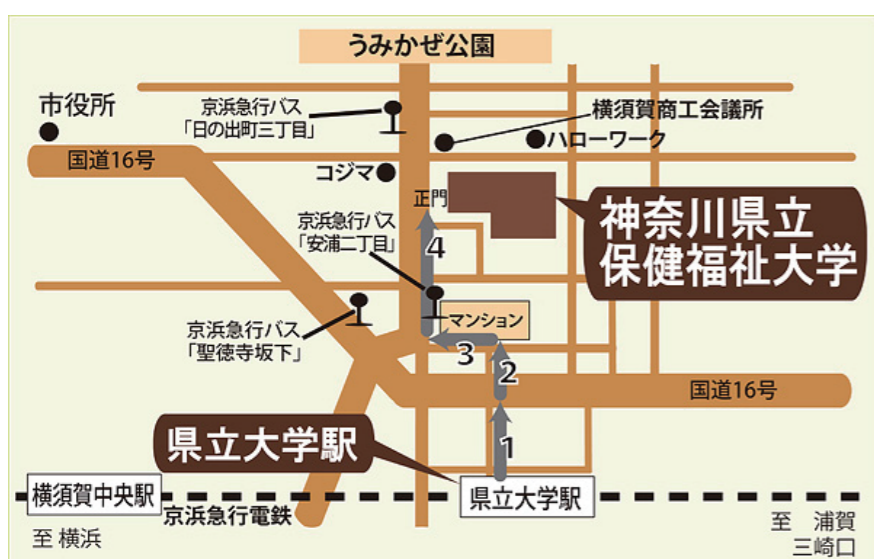 うみかぜ公園
市役所
京浜急行バス
「日の出町三丁目」
横須賀商工会議所
ハローワーク
国道16号
コジマ
正門
神奈川県立
保健福祉大学
京浜急行バス
「安浦二丁目」
4
マンション
京浜急行バス
「聖徳寺坂下」
3
2
国道16号
県立大学駅
1
横須賀中央駅
京浜急行電鉄
県立大学駅
至 横浜
至 浦賀
三崎口